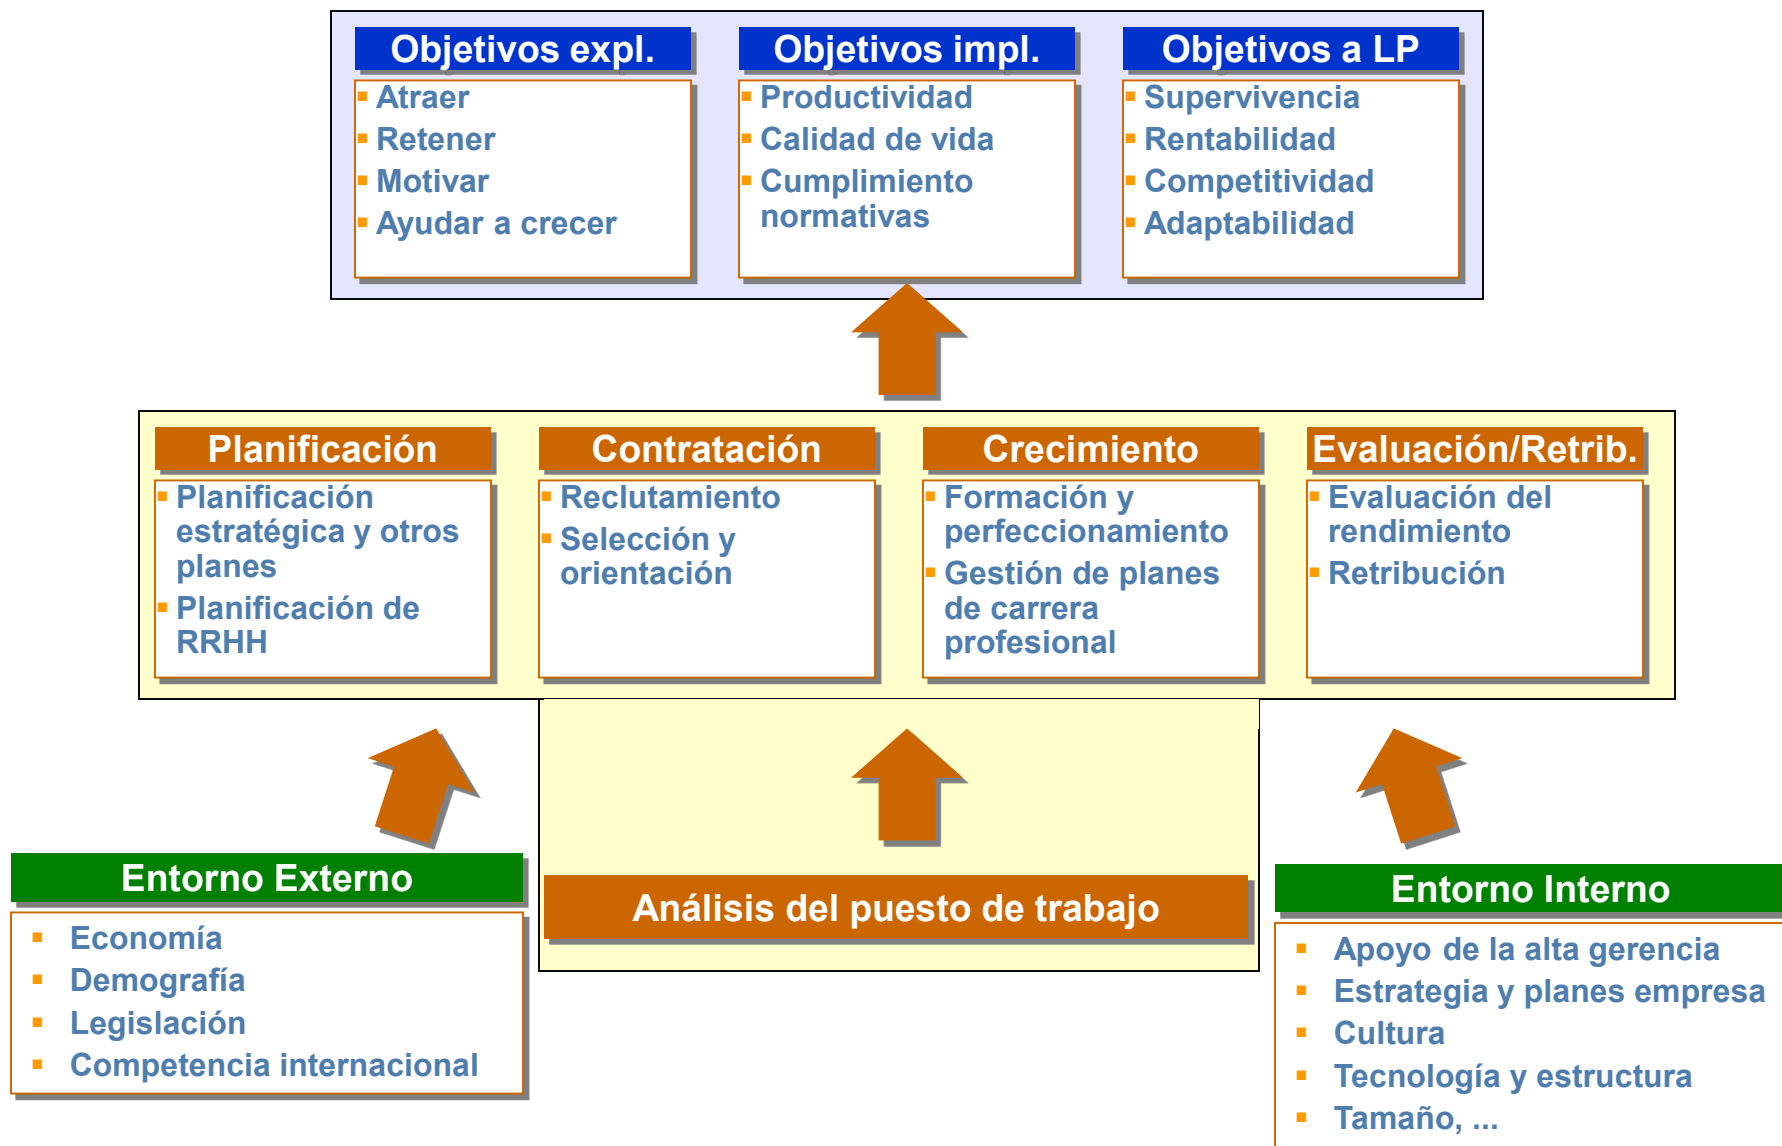 Objetivos expl.
Atraer
Retener
Motivar
Ayudar a crecer
Objetivos impl.
Productividad
Calidad de vida
Cumplimiento
normativas
Objetivos a LP
Supervivencia
Rentabilidad
Competitividad
Adaptabilidad
Planificación
Planificación
estratégica y otros
planes
Planificación de
RRHH
Contratación
Reclutamiento
Selección y
orientación
Crecimiento
Formación y
perfeccionamiento
Gestión de planes
de carrera
profesional
Evaluación/Retrib.
Evaluación del
rendimiento
Retribución
Entorno Externo
Economía
Demografía
Legislación
Competencia internacional
Análisis del puesto de trabajo
Entorno Interno
Apoyo de la alta gerencia
Estrategia y planes empresa
Cultura
Tecnología y estructura
Tamaño, ...